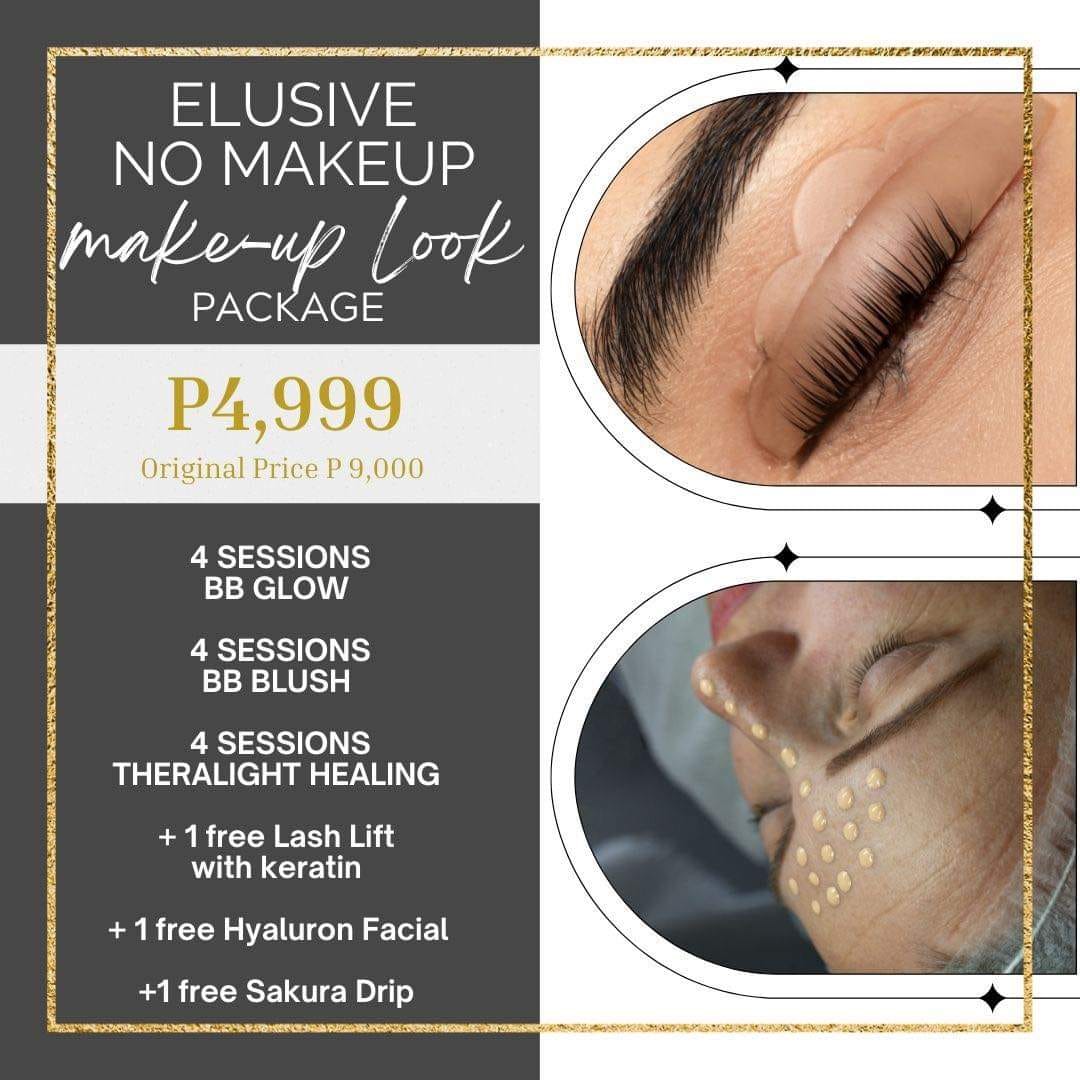 ELUSIVE
NO MAKEUP
make-up look
PACKAGE
P4,999
Original Price P 9,000
4 SESSIONS
BB GLOW
4 SESSIONS
BB BLUSH
4 SESSIONS
THERALIGHT HEALING
+ 1 free Lash Lift
with keratin
+ 1 free Hyaluron Facial
+1 free Sakura Drip